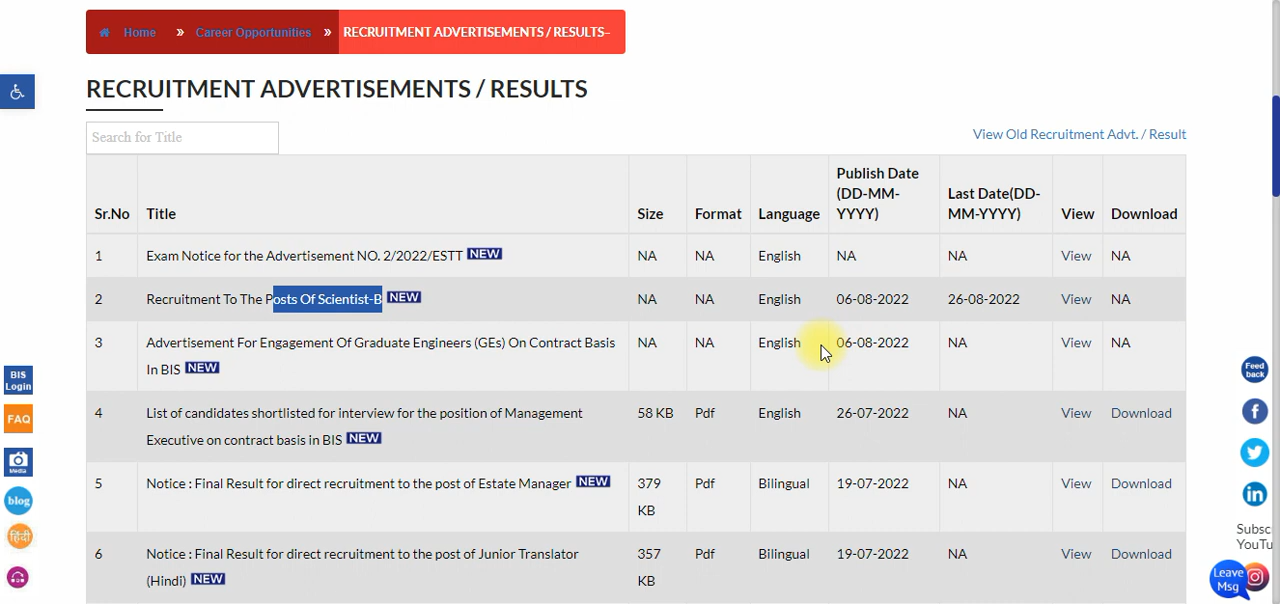 Home » Career Opportunities » RECRUITMENT ADVERTISEMENTS / RESULTS–
RECRUITMENT ADVERTISEMENTS / RESULTS
Search for Title
View Old Recruitment Advt. / Result
Sr.No Title Size Format Language Publish Date (DD-MM-YYYY) Last Date(DD-MM-YYYY) View Download
1 Exam Notice for the Advertisement NO. 2/2022/ESTT NEW NA NA English NA NA View NA
2 Recruitment To The Posts Of Scientist-B NEW NA NA English 06-08-2022 26-08-2022 View NA
3 Advertisement For Engagement Of Graduate Engineers (GEs) On Contract Basis NA NA English 06-08-2022 NA View NA
In BIS NEW
4 List of candidates shortlisted for interview for the position of Management 58 KB Pdf English 26-07-2022 NA View Download
Executive on contract basis in BIS NEW
5 Notice : Final Result for direct recruitment to the post of Estate Manager NEW 379 Pdf Bilingual 19-07-2022 NA View Download
KB
6 Notice : Final Result for direct recruitment to the post of Junior Translator 357 Pdf Bilingual 19-07-2022 NA View Download
(Hindi) NEW KB
BIS
Login
FAQ
Media
blog
हिंदी
Feed
back
Subsc
YouTu
Leave
Msg